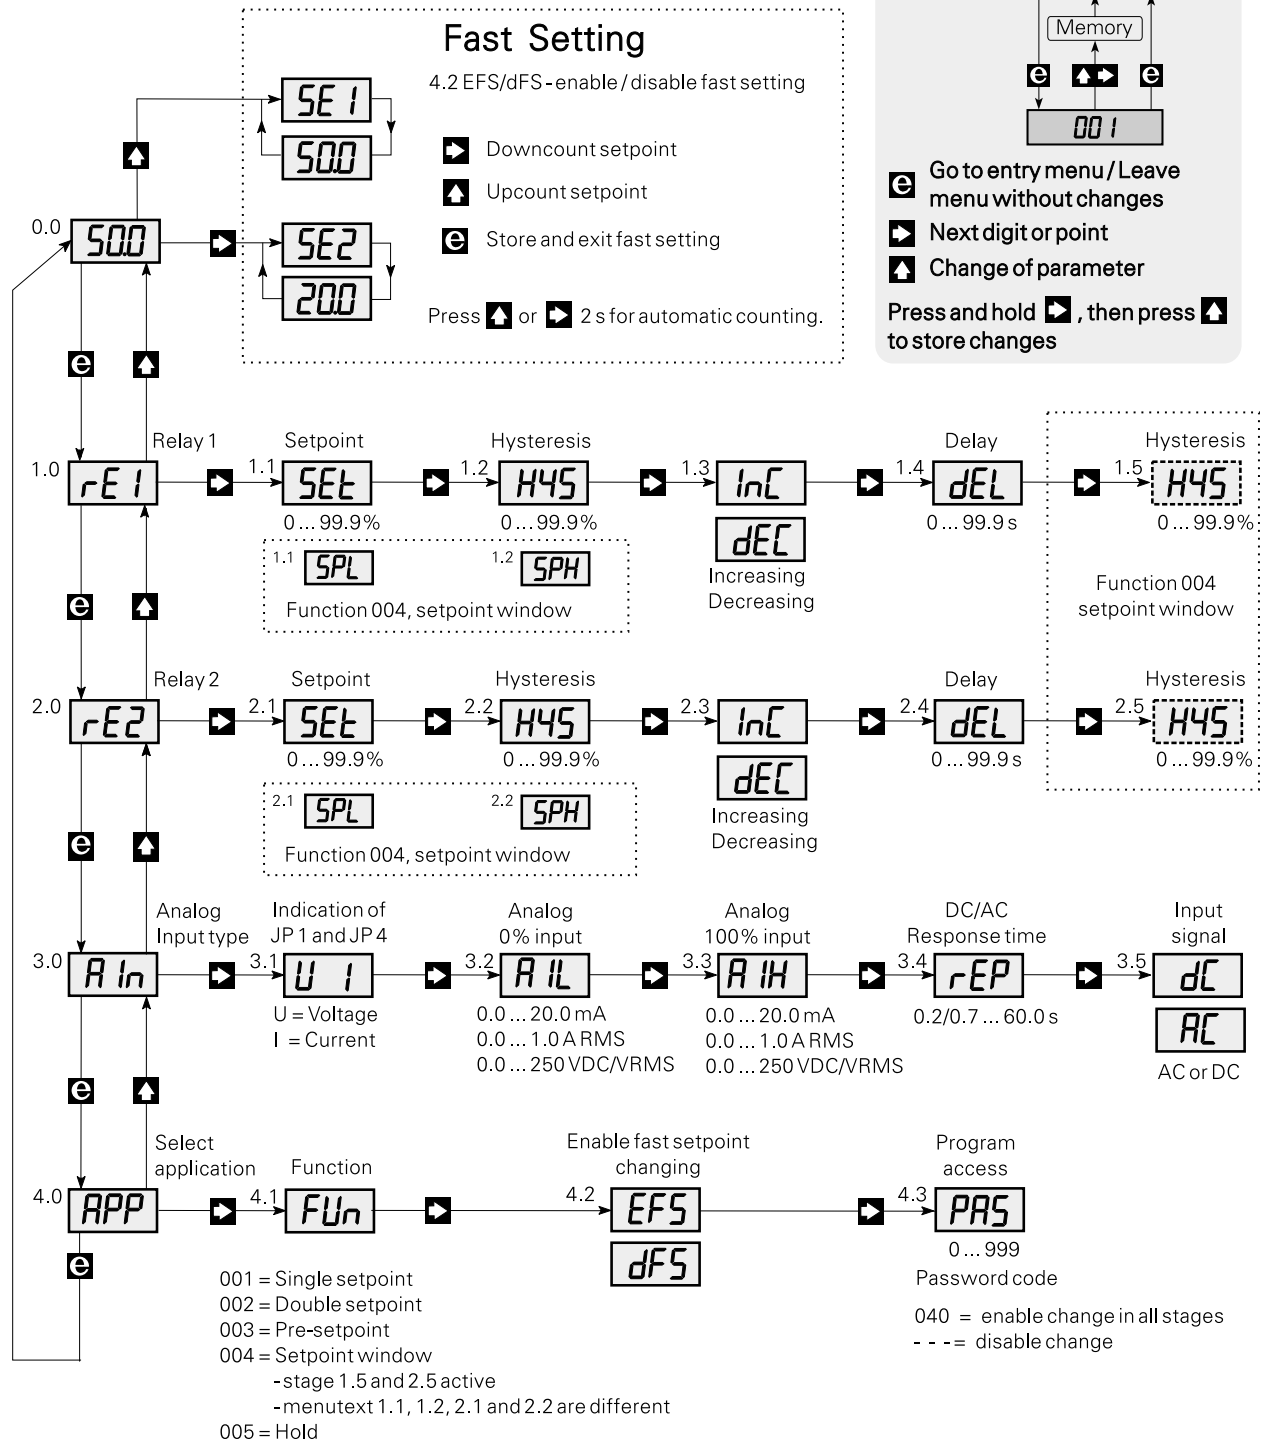 Fast Setting
4.2 EFS/dFS - enable / disable fast setting
SE1
50.0
Downcount setpoint
Upcount setpoint
e Store and exit fast setting
0.0 50.0
SE2
20.0
Press or 2 s for automatic counting.
Memory
e e
001
e Go to entry menu / Leave
menu without changes
Next digit or point
Change of parameter
Press and hold , then press
to store changes
e
Relay 1 Setpoint Hysteresis Delay Hysteresis
1.0 rE1 1.1 SEt 1.2 HYS 1.3 InC 1.4 dEL 1.5 HYS
0 ... 99.9% 0 ... 99.9% dEC 0 ... 99.9 s 0 ... 99.9%
1.1 SPL 1.2 SPH
Increasing
Decreasing
Function 004, setpoint window
Function 004
setpoint window
e
Relay 2 Setpoint Hysteresis Delay Hysteresis
2.0 rE2 2.1 SEt 2.2 HYS 2.3 InC 2.4 dEL 2.5 HYS
0 ... 99.9% 0 ... 99.9% dEC 0 ... 99.9 s 0 ... 99.9%
2.1 SPL 2.2 SPH
Increasing
Decreasing
Function 004, setpoint window
e
Analog Indication of Analog Analog DC/AC Input
Input type JP 1 and JP 4 0% input 100% input Response time signal
3.0 AIn 3.1 U 1 3.2 AIL 3.3 AIH 3.4 rEP 3.5 dC
U = Voltage 0.0 ... 20.0 mA 0.0 ... 20.0 mA 0.2/0.7 ... 60.0 s AC
I = Current 0.0 ... 1.0 A RMS 0.0 ... 1.0 A RMS
0.0 ... 250 VDC/VRMS 0.0 ... 250 VDC/VRMS AC or DC
e
Select Enable fast setpoint Program
application Function changing access
4.0 APP 4.1 FUn 4.2 EFS 4.3 PAS
e dFS 0 ... 999
Password code
001 = Single setpoint
002 = Double setpoint
003 = Pre-setpoint
004 = Setpoint window
- stage 1.5 and 2.5 active
- menutext 1.1, 1.2, 2.1 and 2.2 are different
005 = Hold
040 = enable change in all stages
- - - = disable change